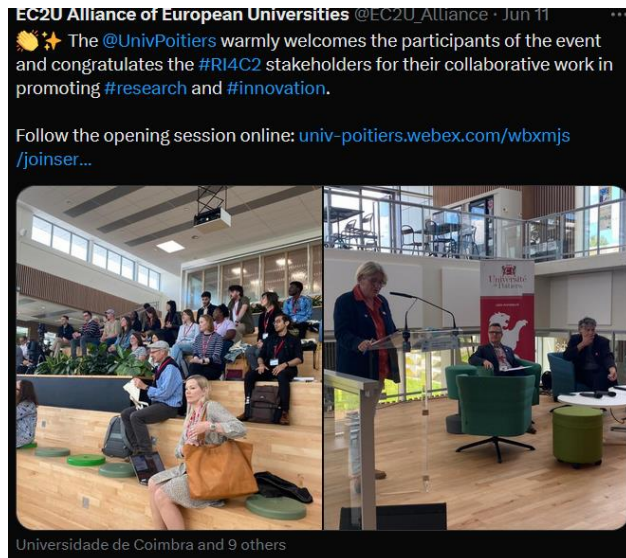 EC2U Alliance of European Universities @EC2U_Alliance · Jun 11 ...
👏✨ The @UnivPoitiers warmly welcomes the participants of the event
and congratulates the #RI4C2 stakeholders for their collaborative work in
promoting #research and #innovation.
Follow the opening session online: univ-poitiers.webex.com/wbxmjs
/joinser...
Université
de Poitiers
Universidade de Coimbra and 9 others